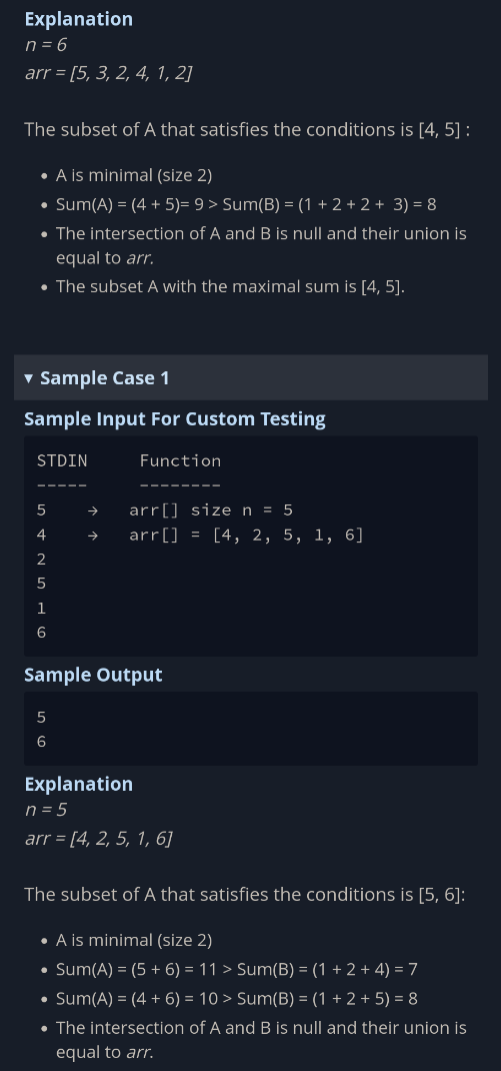 Explanation
n = 6
arr = [5, 3, 2, 4, 1, 2]
The subset of A that satisfies the conditions is [4, 5] :
• A is minimal (size 2)
• Sum(A) = (4 + 5)= 9 > Sum(B) = (1 + 2 + 2 + 3) = 8
• The intersection of A and B is null and their union is
equal to arr.
• The subset A with the maximal sum is [4, 5].
▼ Sample Case 1
Sample Input For Custom Testing
STDIN Function
----- --------
5 → arr[] size n = 5
4 → arr[] = [4, 2, 5, 1, 6]
2
5
1
6
Sample Output
5
6
Explanation
n = 5
arr = [4, 2, 5, 1, 6]
The subset of A that satisfies the conditions is [5, 6]:
• A is minimal (size 2)
• Sum(A) = (5 + 6) = 11 > Sum(B) = (1 + 2 + 4) = 7
• Sum(A) = (4 + 6) = 10 > Sum(B) = (1 + 2 + 5) = 8
• The intersection of A and B is null and their union is
equal to arr.